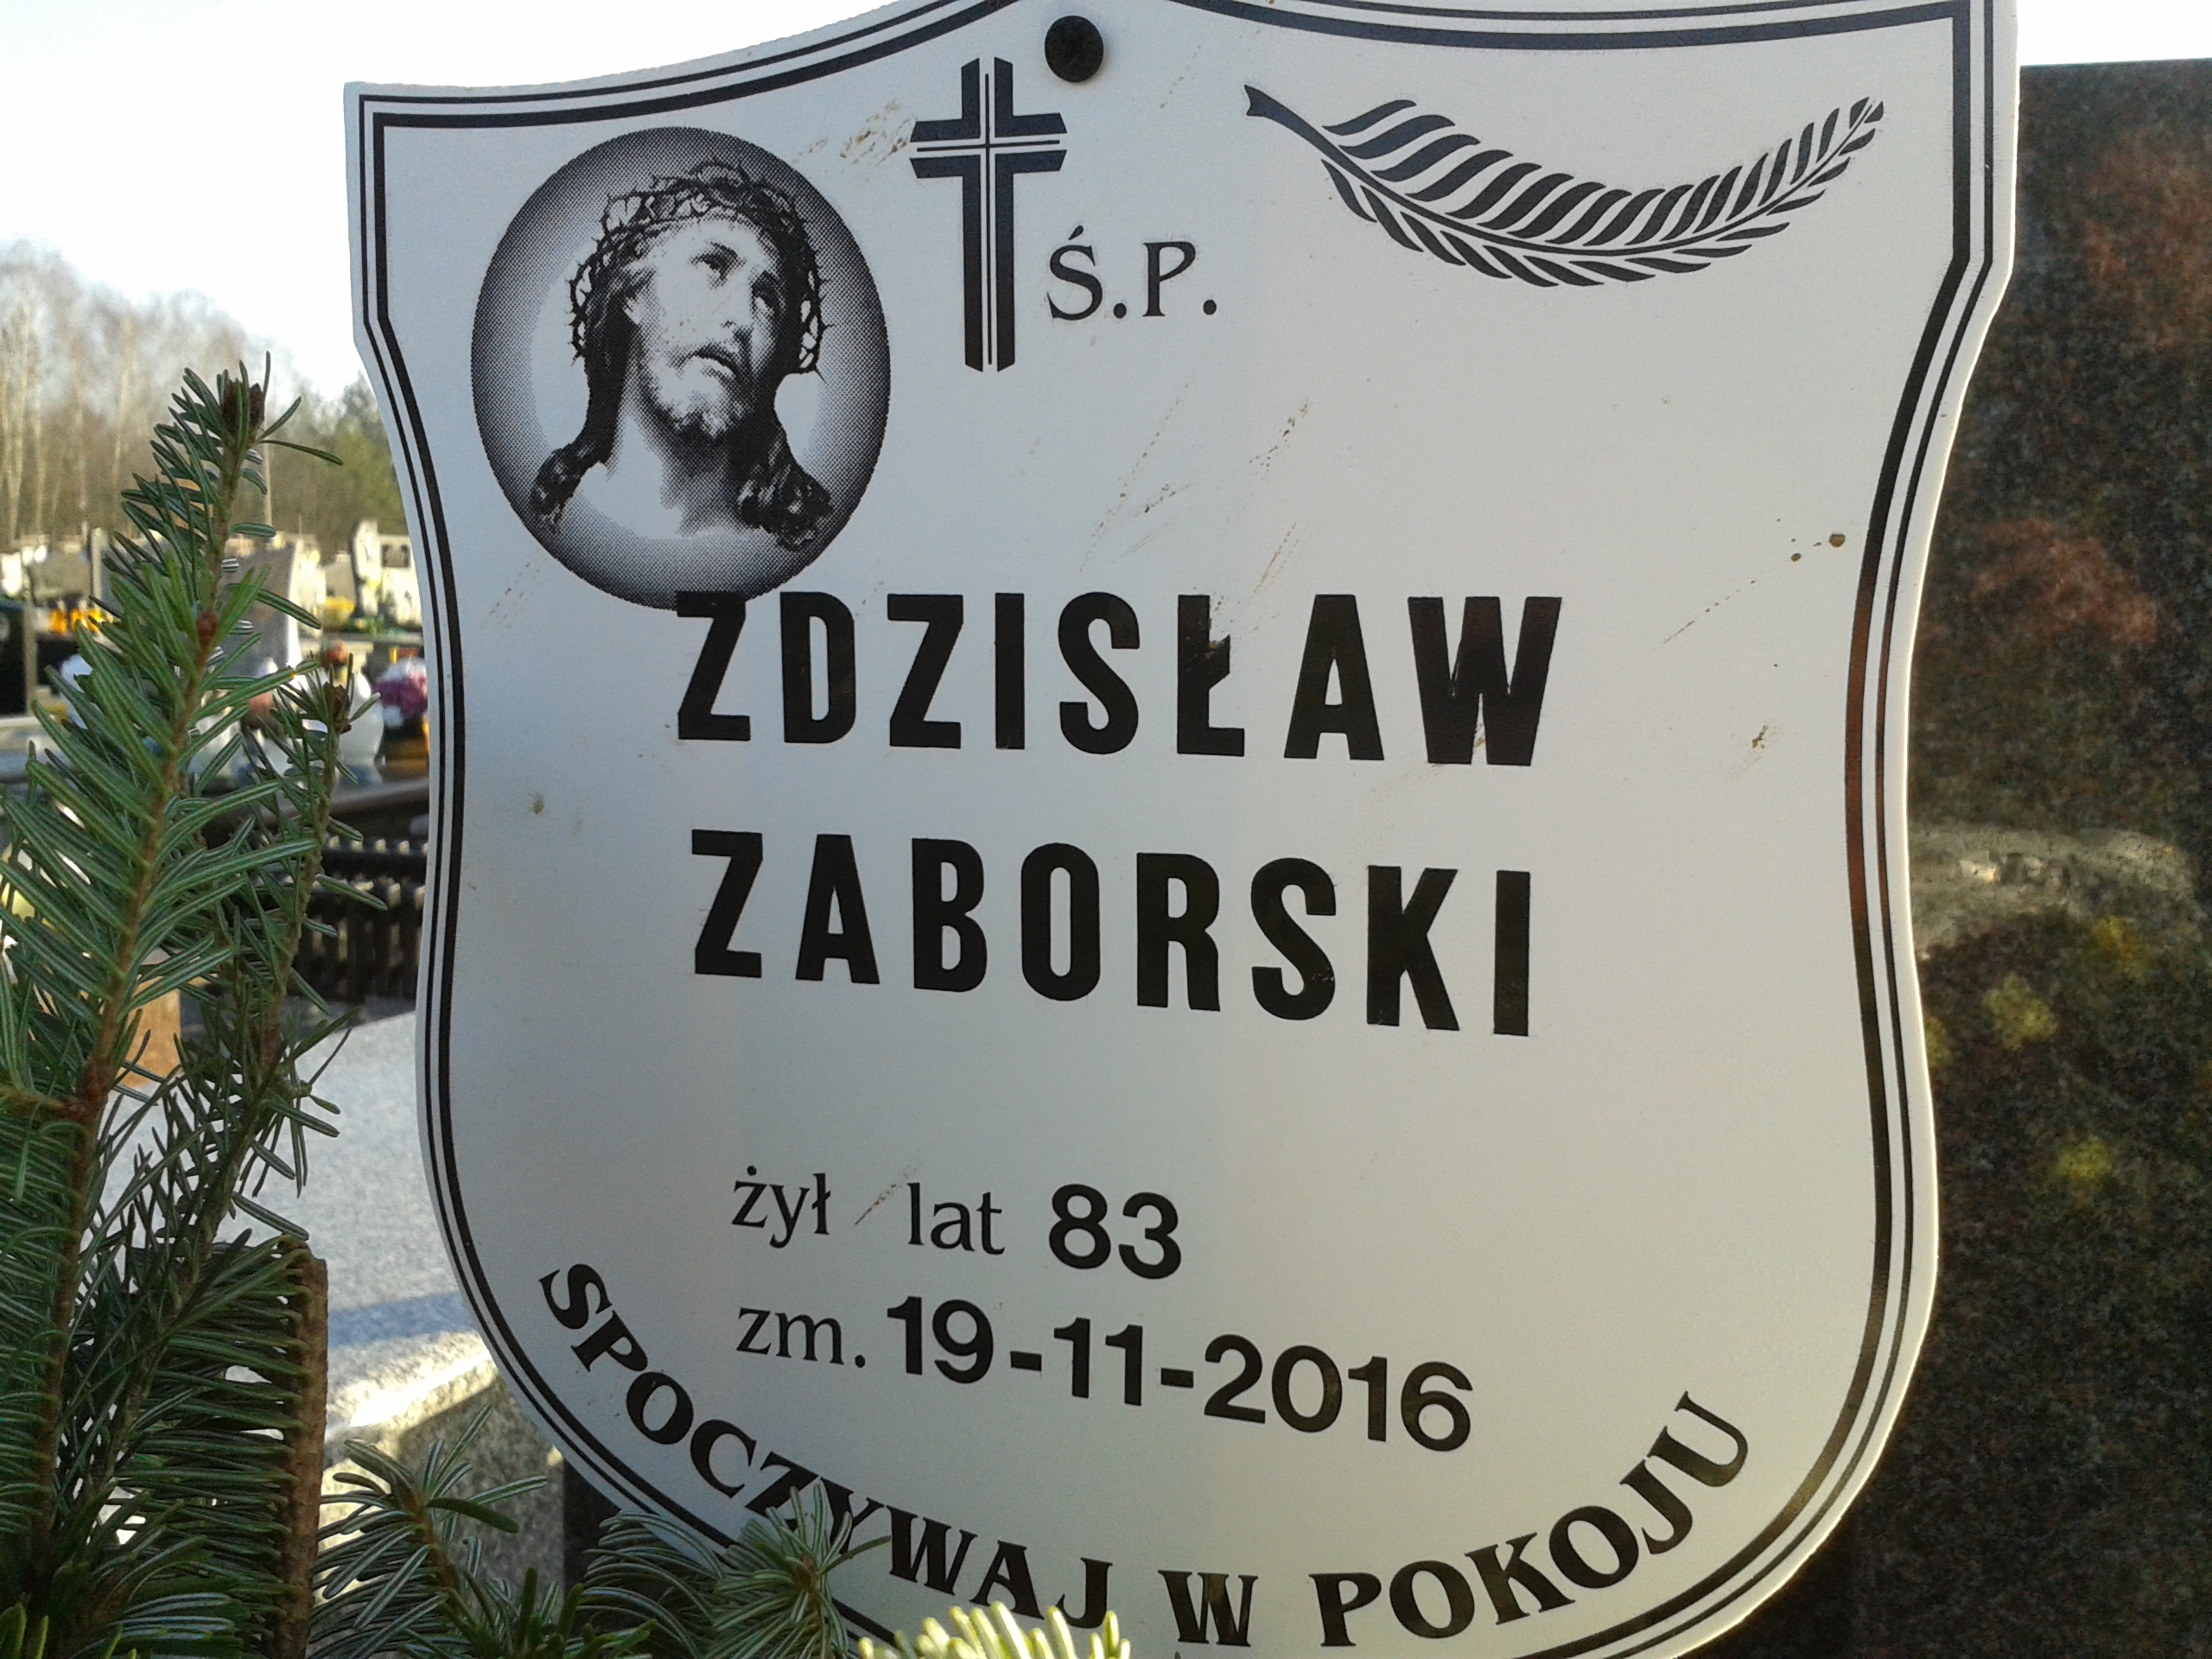 Ś.P.
ZDZISŁAW
ZABORSKI
żył lat 83
zm. 19-11-2016
SPOCZYWAJ W POKOJU